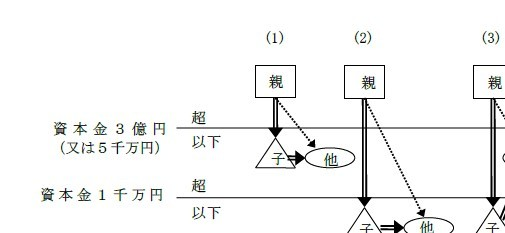 (1)
(2)
(3)
親
親
親
資本金3億円
(又は5千万円)
超
以下
子
他
資本金1千万円
超
以下
子
他
子